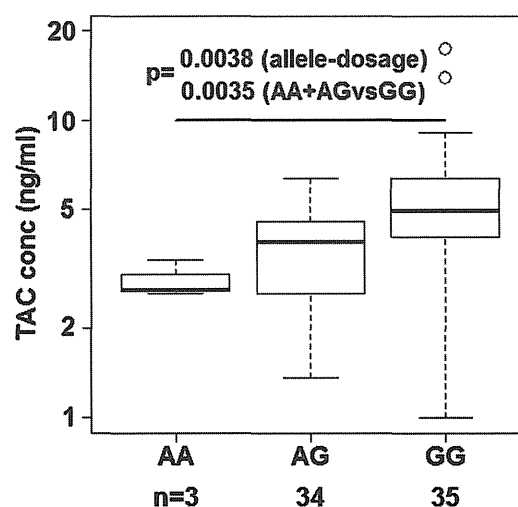 20
p= 0.0038 (allele-dosage)
0.0035 (AA+AGvsGG)
10
5
2
1
TAC conc (ng/ml)
AA AG GG
n=3 34 35